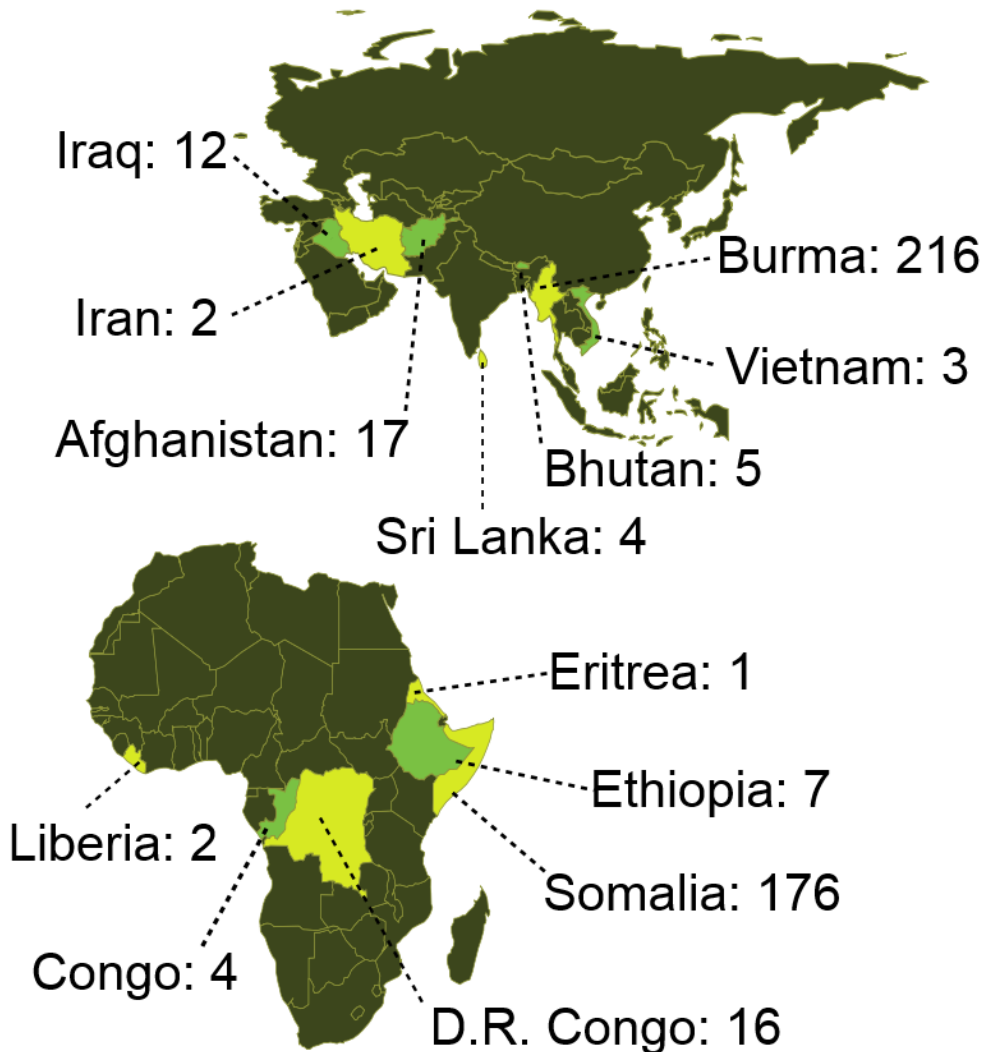 Iraq: 12
Burma: 216
Iran: 2
Vietnam: 3
Afghanistan: 17
Bhutan: 5
Sri Lanka: 4
Eritrea: 1
Ethiopia: 7
Liberia: 2
Somalia: 176
Congo: 4
D.R. Congo: 16